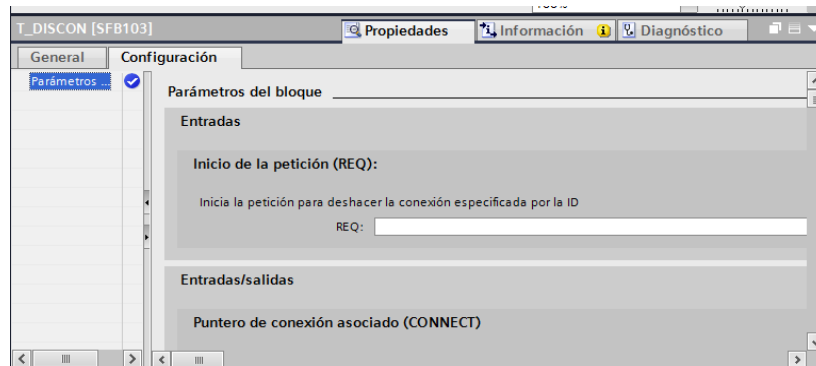 T_DISCON [SFB103]
Propiedades
Información
Diagnóstico
General
Configuración
Parámetros ...
Parámetros del bloque
Entradas
Inicio de la petición (REQ):
Inicia la petición para deshacer la conexión especificada por la ID
REQ:
Entradas/salidas
Puntero de conexión asociado (CONNECT)